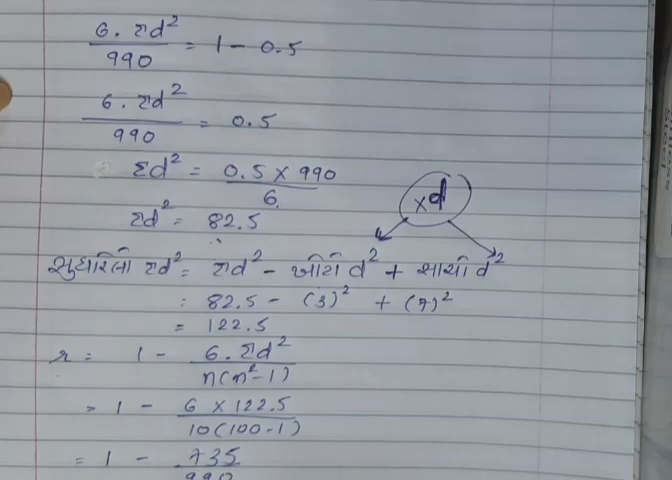 6. Σd² / 990 = 1 - 0.5
6. Σd² / 990 = 0.5
Σd² = 0.5 × 990 / 6
Σd² = 82.5
×d
સુધારેલો Σd² = Σd² - ખોટો d² + સાચો d²
= 82.5 - (3)² + (7)²
= 122.5
r = 1 - 6. Σd² / n(n²-1)
= 1 - 6 × 122.5 / 10(100-1)
= 1 - 735 / 990